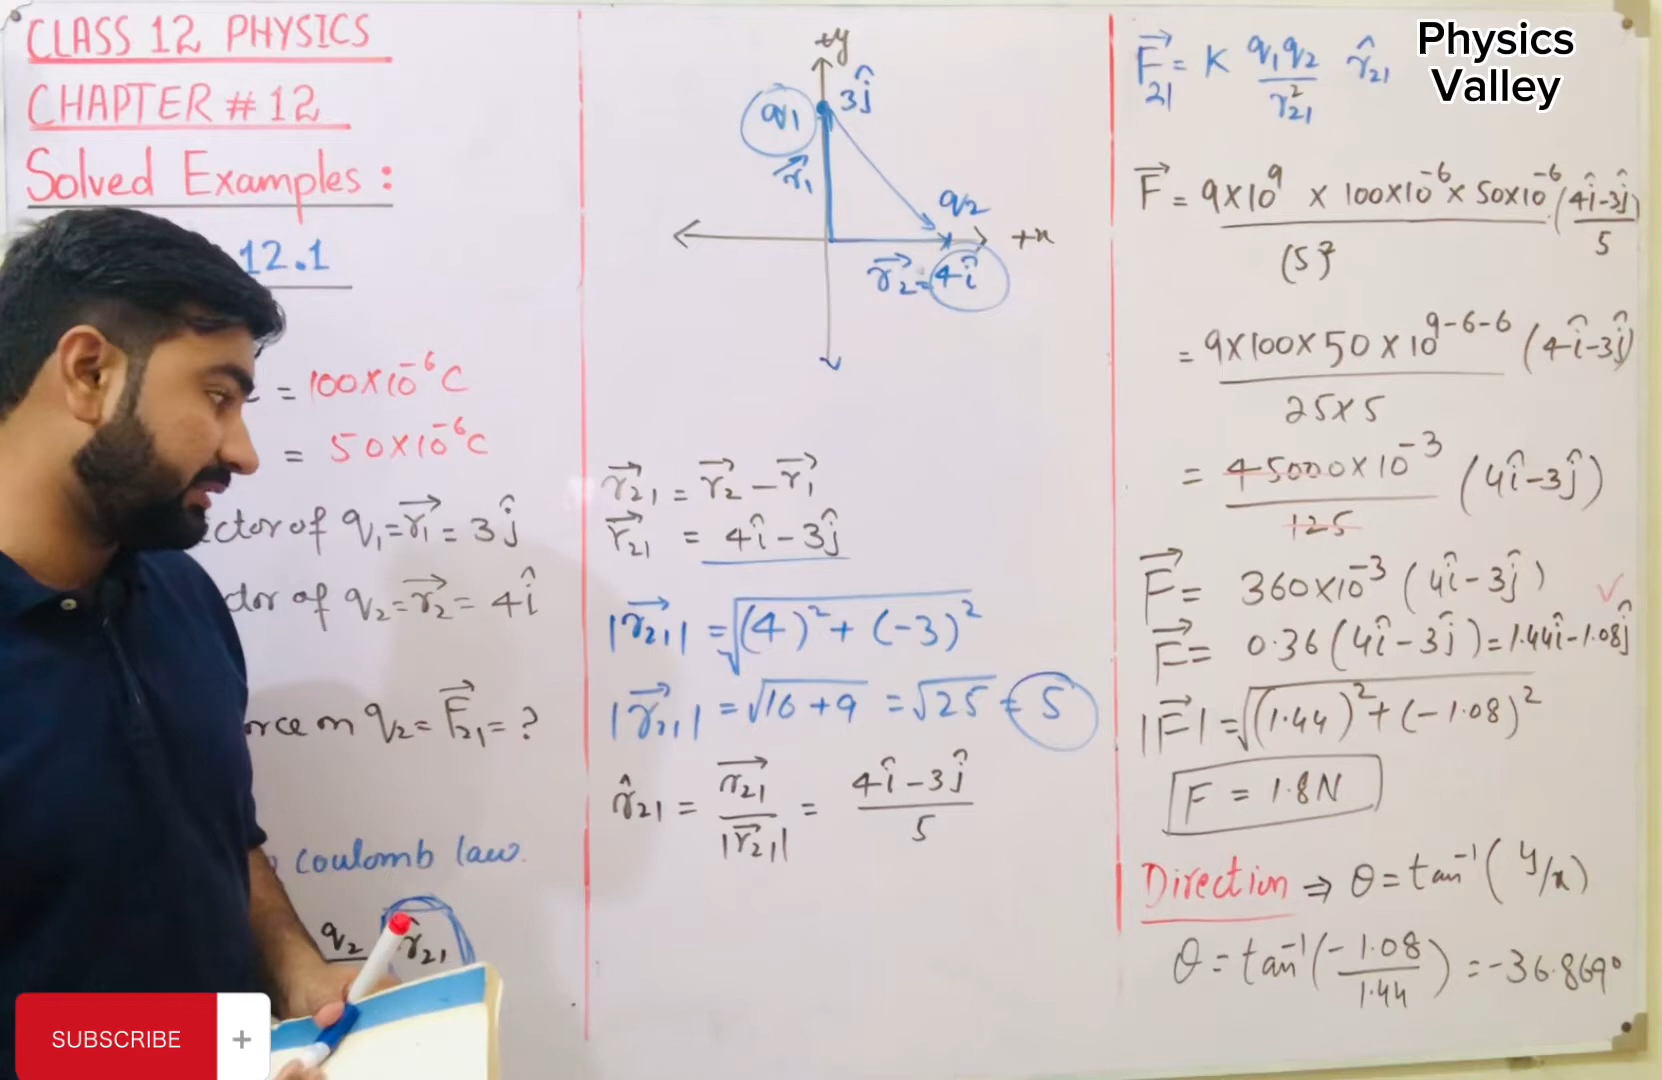 CLASS 12 PHYSICS
CHAPTER # 12
Solved Examples :
12.1
= 100×10⁻⁶C
= 50×10⁻⁶C
ctor of q₁=r⃗₁= 3ĵ
ctor of q₂=r⃗₂= 4î
orce on q₂= F⃗₂₁= ?
coulomb law.
q₂ r̂₂₁
SUBSCRIBE +
+y
3ĵ
q₁
r⃗₁
q₂
+x
r⃗₂=4î
r⃗₂₁ = r⃗₂ – r⃗₁
r⃗₂₁ = 4î – 3ĵ
|r⃗₂₁| = √(4)² + (-3)²
|r⃗₂₁| = √16+9 = √25 = 5
r̂₂₁ = r⃗₂₁/|r⃗₂₁| = 4î – 3ĵ/5
F⃗₂₁ = K q₁q₂/r₂₁² r̂₂₁
Physics
Valley
F⃗ = 9×10⁹ × 100×10⁻⁶ × 50×10⁻⁶/(5)² (4î-3ĵ/5)
= 9×100×50×10⁹⁻⁶⁻⁶/25×5 (4î-3ĵ)
= 45000×10⁻³/125 (4î-3ĵ)
F⃗ = 360×10⁻³ (4î-3ĵ)
F⃗ = 0.36(4î-3ĵ)=1.44î-1.08ĵ
|F⃗| = √(1.44)²+(-1.08)²
F = 1.8N
Direction ⇒ θ = tan⁻¹(y/x)
θ = tan⁻¹(-1.08/1.44) = -36.869°